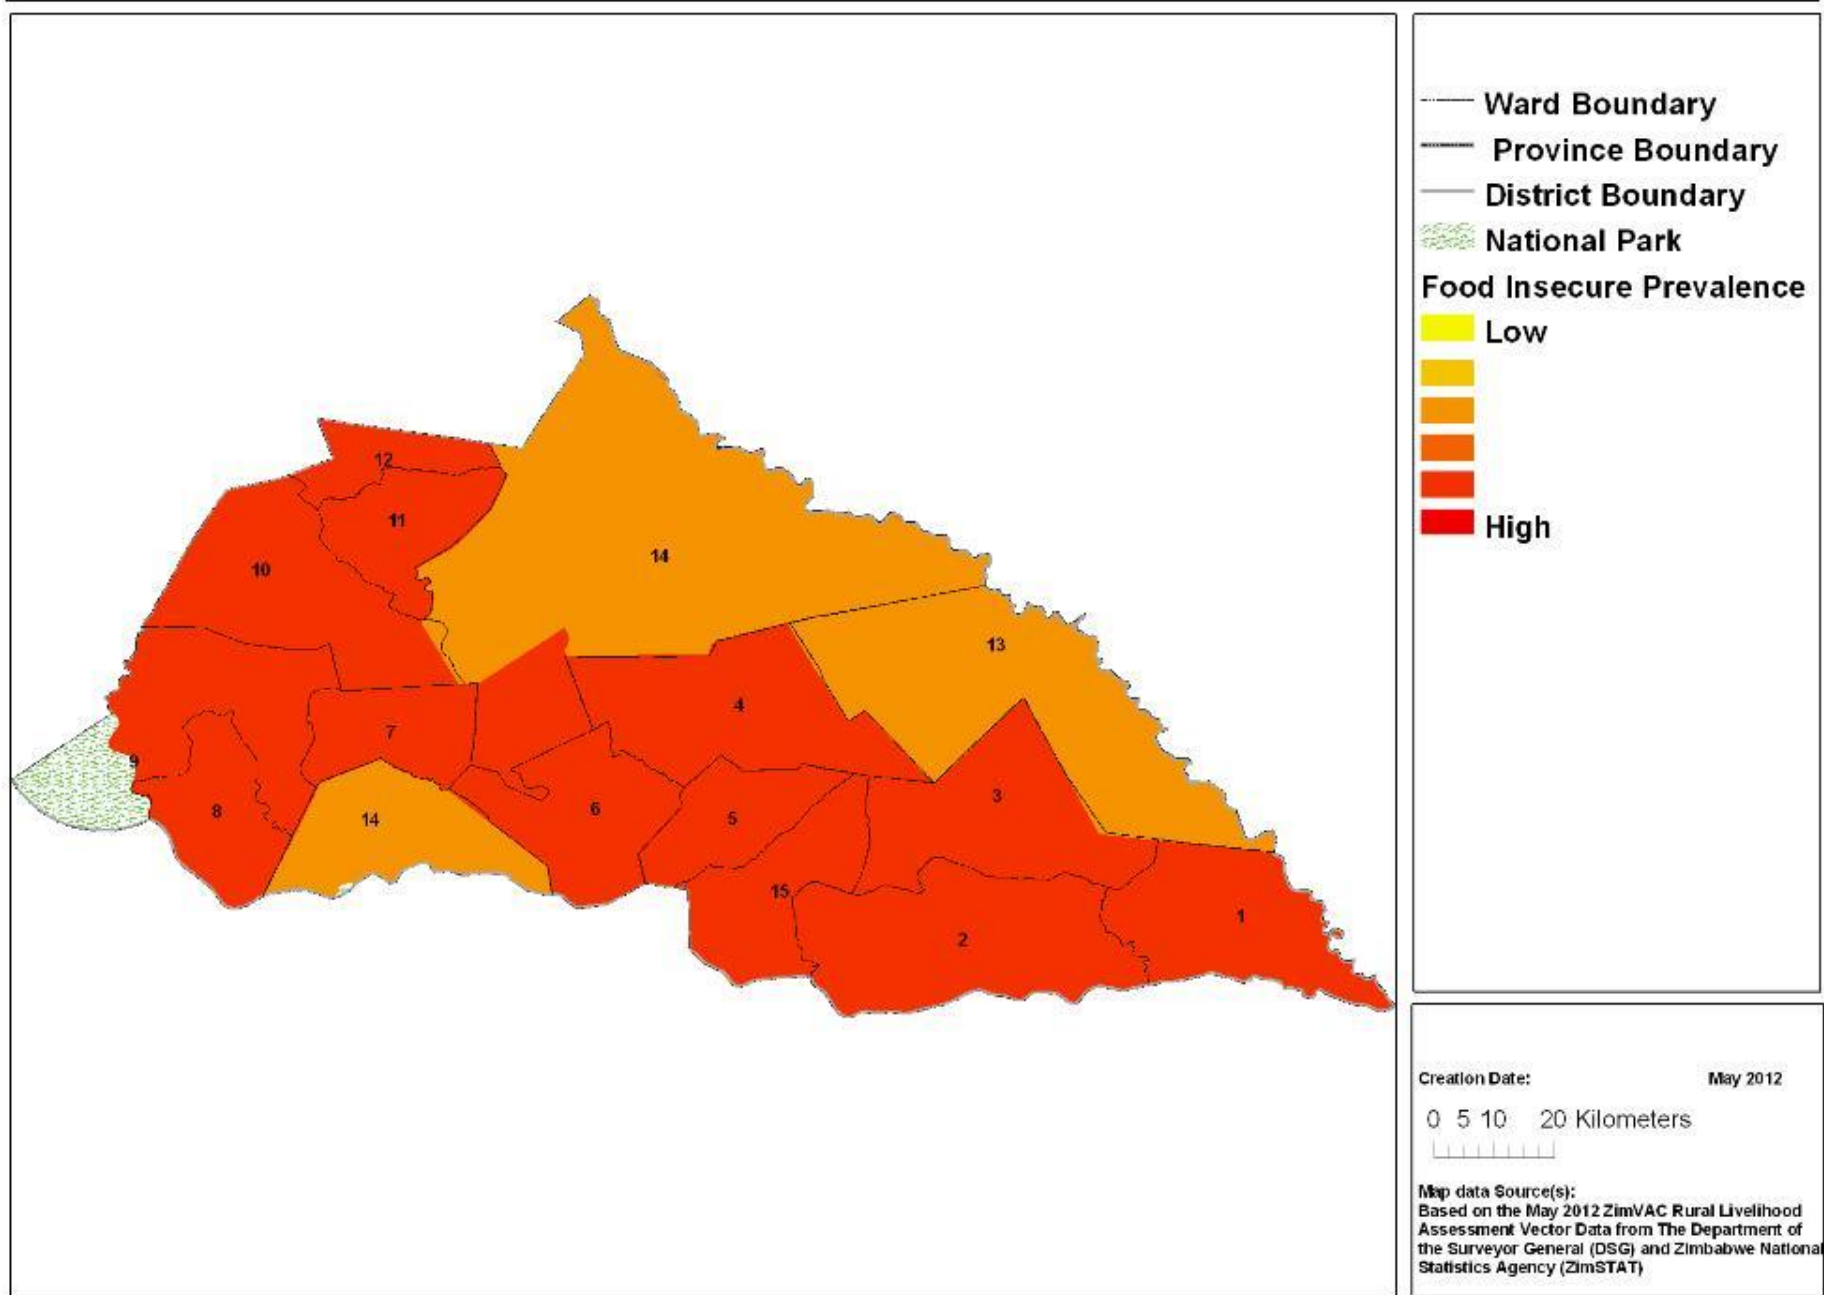 Ward Boundary
Province Boundary
District Boundary
National Park
Food Insecure Prevalence
Low
High
12
11
10
14
13
4
7
9
8
14
6
5
3
15
2
1
Creation Date: May 2012
0 5 10 20 Kilometers
Map data Source(s):
Based on the May 2012 ZimVAC Rural Livelihood
Assessment Vector Data from The Department of
the Surveyor General (DSG) and Zimbabwe National
Statistics Agency (ZimSTAT)